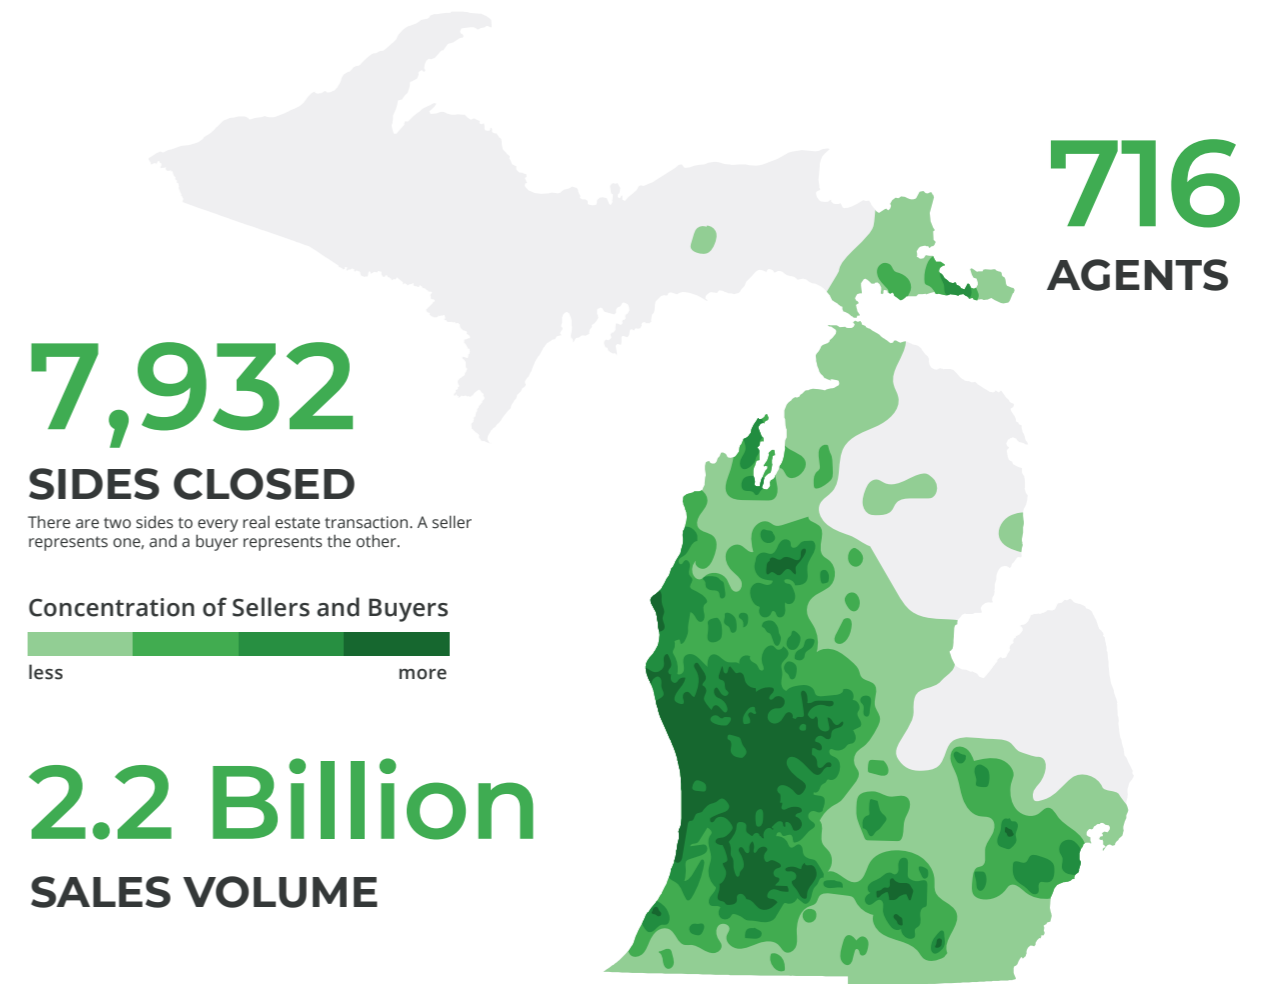 716
AGENTS
7,932
SIDES CLOSED
There are two sides to every real estate transaction. A seller
represents one, and a buyer represents the other.
Concentration of Sellers and Buyers
less
more
2.2 Billion
SALES VOLUME